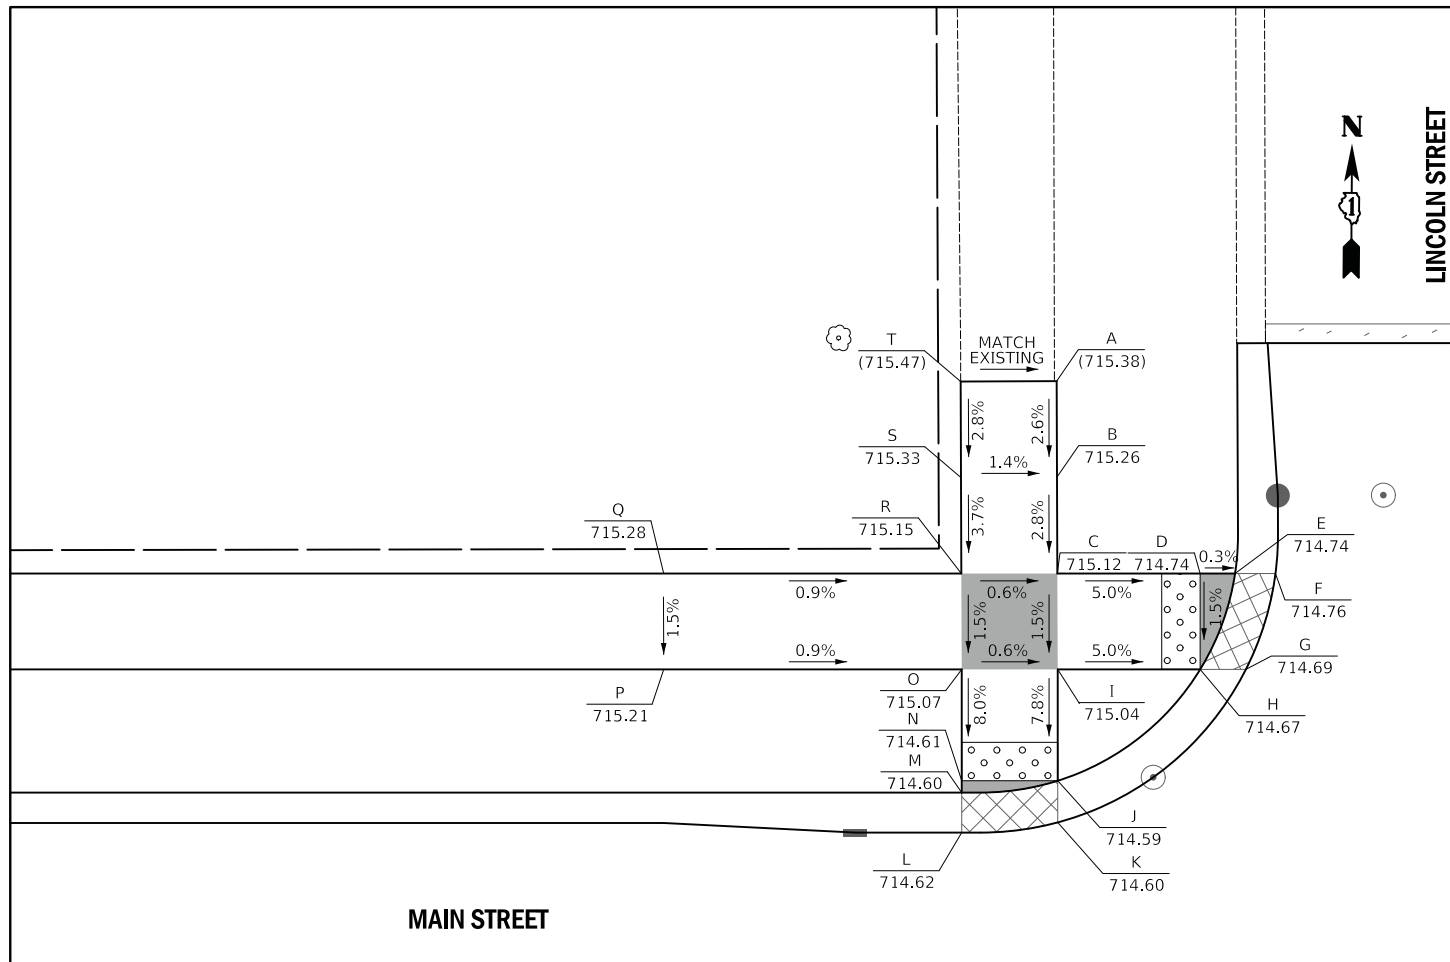 N
1
LINCOLN STREET
T
(715.47)
MATCH
EXISTING
A
(715.38)
2.8%
2.6%
S
715.33
1.4%
B
715.26
Q
715.28
R
715.15
3.7%
2.8%
C
715.12
D
714.74
0.3%
E
714.74
0.9%
0.6%
5.0%
F
714.76
1.5%
1.5%
1.5%
1.5%
0.9%
0.6%
5.0%
G
714.69
P
715.21
O
715.07
8.0%
7.8%
I
715.04
H
714.67
N
714.61
M
714.60
J
714.59
L
714.62
K
714.60
MAIN STREET